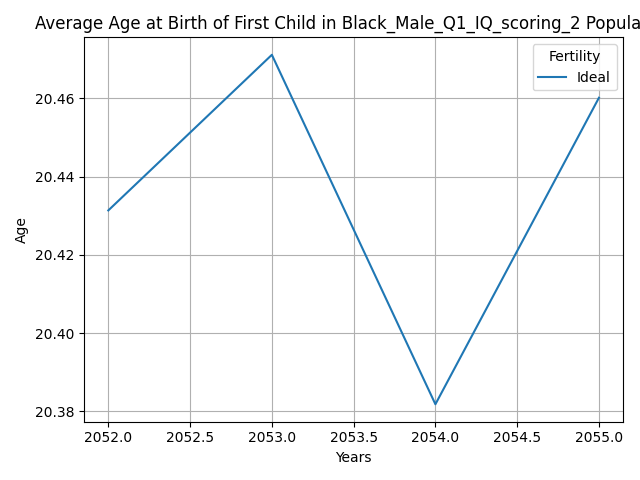 Average Age at Birth of First Child in Black_Male_Q1_IQ_scoring_2 Popula
Fertility
Ideal
20.46
20.44
20.42
20.40
20.38
Age
2052.0 2052.5 2053.0 2053.5 2054.0 2054.5 2055.0
Years